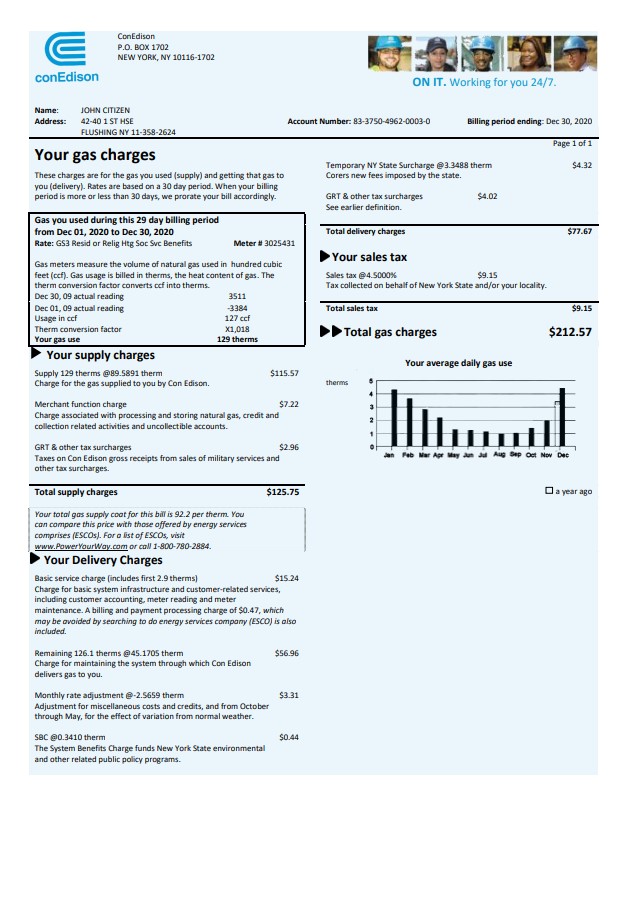 conEdison
ConEdison
P.O. BOX 1702
NEW YORK, NY 10116-1702
ON IT. Working for you 24/7.
Name: JOHN CITIZEN
Address: 42-40 1 ST HSE Account Number: 83-3750-4962-0003-0 Billing period ending: Dec 30, 2020
FLUSHING NY 11-358-2624
Page 1 of 1
Your gas charges
These charges are for the gas you used (supply) and getting that gas to
you (delivery). Rates are based on a 30 day period. When your billing
period is more or less than 30 days, we prorate your bill accordingly.
Gas you used during this 29 day billing period
from Dec 01, 2020 to Dec 30, 2020
Rate: GS3 Resid or Relig Htg Soc Svc Benefits Meter # 3025431
Gas meters measure the volume of natural gas used in hundred cubic
feet (ccf). Gas usage is billed in therms, the heat content of gas. The
therm conversion factor converts ccf into therms.
Dec 30, 09 actual reading 3511
Dec 01, 09 actual reading -3384
Usage in ccf 127 ccf
Therm conversion factor X1,018
Your gas use 129 therms
Your supply charges
Supply 129 therms @89.5891 therm $115.57
Charge for the gas supplied to you by Con Edison.
Merchant function charge $7.22
Charge associated with processing and storing natural gas, credit and
collection related activities and uncollectible accounts.
GRT & other tax surcharges $2.96
Taxes on Con Edison gross receipts from sales of military services and
other tax surcharges.
Total supply charges $125.75
Your total gas supply coat for this bill is 92.2 per therm. You
can compare this price with those offered by energy services
comprises (ESCOs). For a list of ESCOs, visit
www.PowerYourWay.com or call 1-800-780-2884.
Your Delivery Charges
Basic service charge (includes first 2.9 therms) $15.24
Charge for basic system infrastructure and customer-related services,
including customer accounting, meter reading and meter
maintenance. A billing and payment processing charge of $0.47, which
may be avoided by searching to do energy services company (ESCO) is also
included.
Remaining 126.1 therms @45.1705 therm $56.96
Charge for maintaining the system through which Con Edison
delivers gas to you.
Monthly rate adjustment @-2.5659 therm $3.31
Adjustment for miscellaneous costs and credits, and from October
through May, for the effect of variation from normal weather.
SBC @0.3410 therm $0.44
The System Benefits Charge funds New York State environmental
and other related public policy programs.
Temporary NY State Surcharge @3.3488 therm $4.32
Corers new fees imposed by the state.
GRT & other tax surcharges $4.02
See earlier definition.
Total delivery charges $77.67
Your sales tax
Sales tax @4.5000% $9.15
Tax collected on behalf of New York State and/or your locality.
Total sales tax $9.15
Total gas charges $212.57
Your average daily gas use
therms
5
4
3
2
1
0
Jan Feb Mar Apr May Jun Jul Aug Sep Oct Nov Dec
a year ago